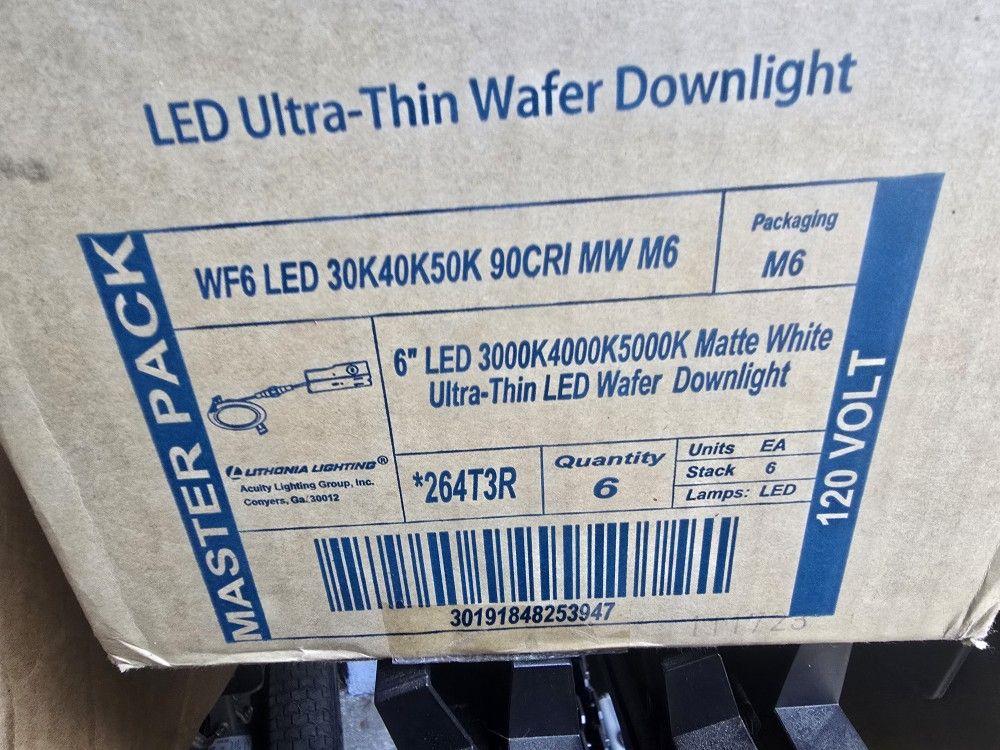 LED Ultra-Thin Wafer Downlight
MASTER PACK
WF6 LED 30K40K50K 90CRI MW M6
Packaging
M6
6" LED 3000K4000K5000K Matte White
Ultra-Thin LED Wafer Downlight
LITHONIA LIGHTING®
Acuity Lighting Group, Inc.
Conyers, Ga. 30012
*264T3R
Quantity
6
Units EA
Stack 6
Lamps: LED
120 VOLT
30191848253947